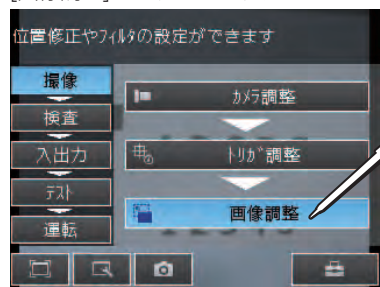 位置修正やﾌｨﾙﾀの設定ができます
撮像
検査
入出力
ﾃｽﾄ
運転
ｶﾒﾗ調整
ﾄﾘｶﾞ調整
画像調整